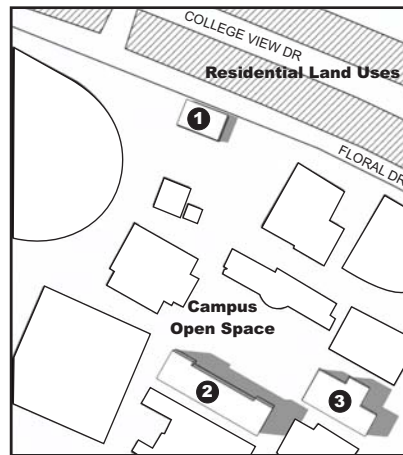 COLLEGE VIEW DR
Residential Land Uses
1
FLORAL DR
Campus
Open Space
2
3